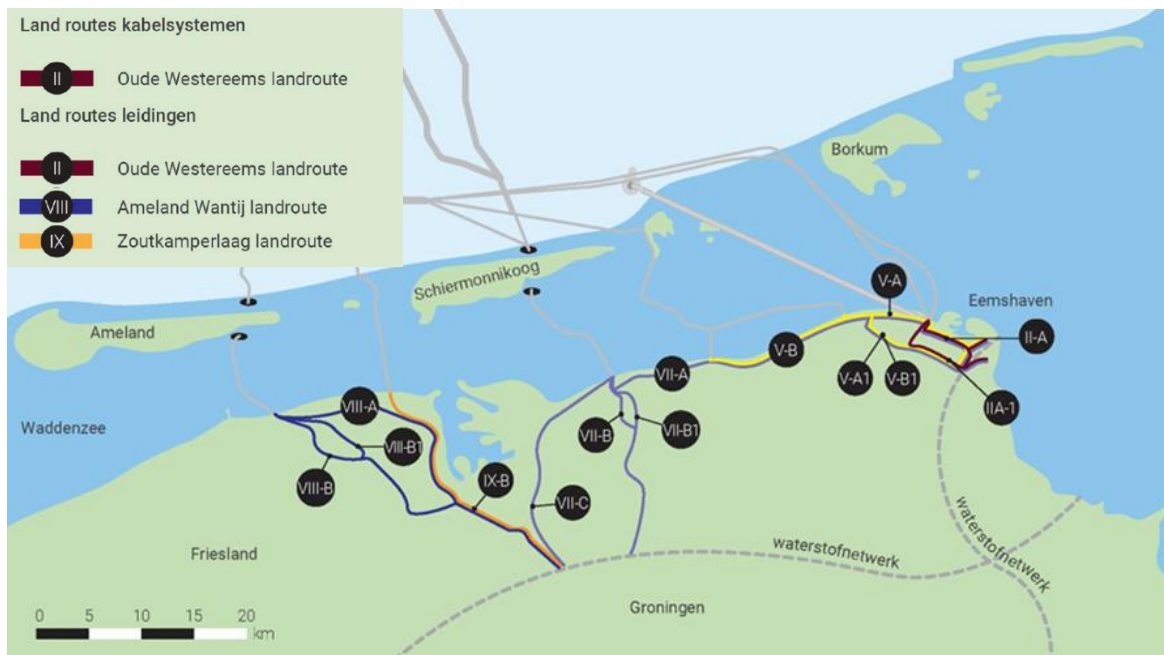 Land routes kabelsystemen
II Oude Westereems landroute
Land routes leidingen
II Oude Westereems landroute
VIII Ameland Wantij landroute
IX Zoutkamperlaag landroute
Borkum
Schiermonnikoog
V-A
Eemshaven
Ameland
II-A
V-B
VII-A
V-A1
V-B1
IIA-1
VIII-A
Waddenzee
VII-B
VII-B1
VIII-B1
VIII-B
IX-B
VII-C
waterstofnetwerk
waterstofnetwerk
Friesland
Groningen
0 5 10 15 20
km